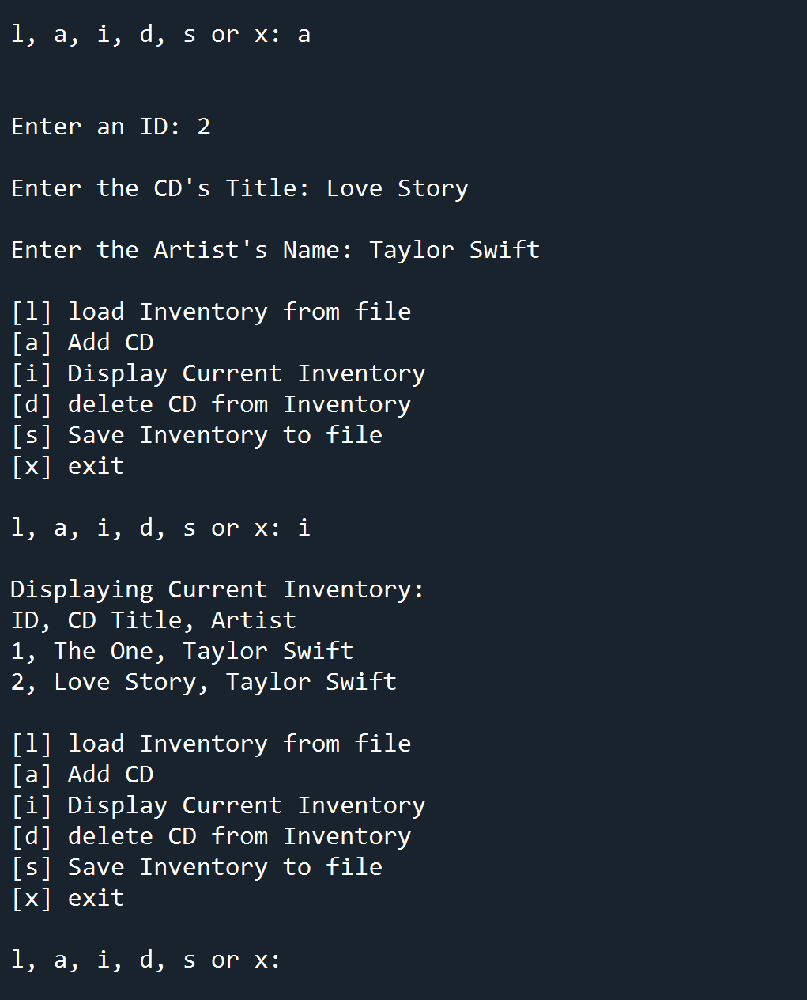 l, a, i, d, s or x: a
Enter an ID: 2
Enter the CD's Title: Love Story
Enter the Artist's Name: Taylor Swift
[l] load Inventory from file
[a] Add CD
[i] Display Current Inventory
[d] delete CD from Inventory
[s] Save Inventory to file
[x] exit
l, a, i, d, s or x: i
Displaying Current Inventory:
ID, CD Title, Artist
1, The One, Taylor Swift
2, Love Story, Taylor Swift
[l] load Inventory from file
[a] Add CD
[i] Display Current Inventory
[d] delete CD from Inventory
[s] Save Inventory to file
[x] exit
l, a, i, d, s or x: